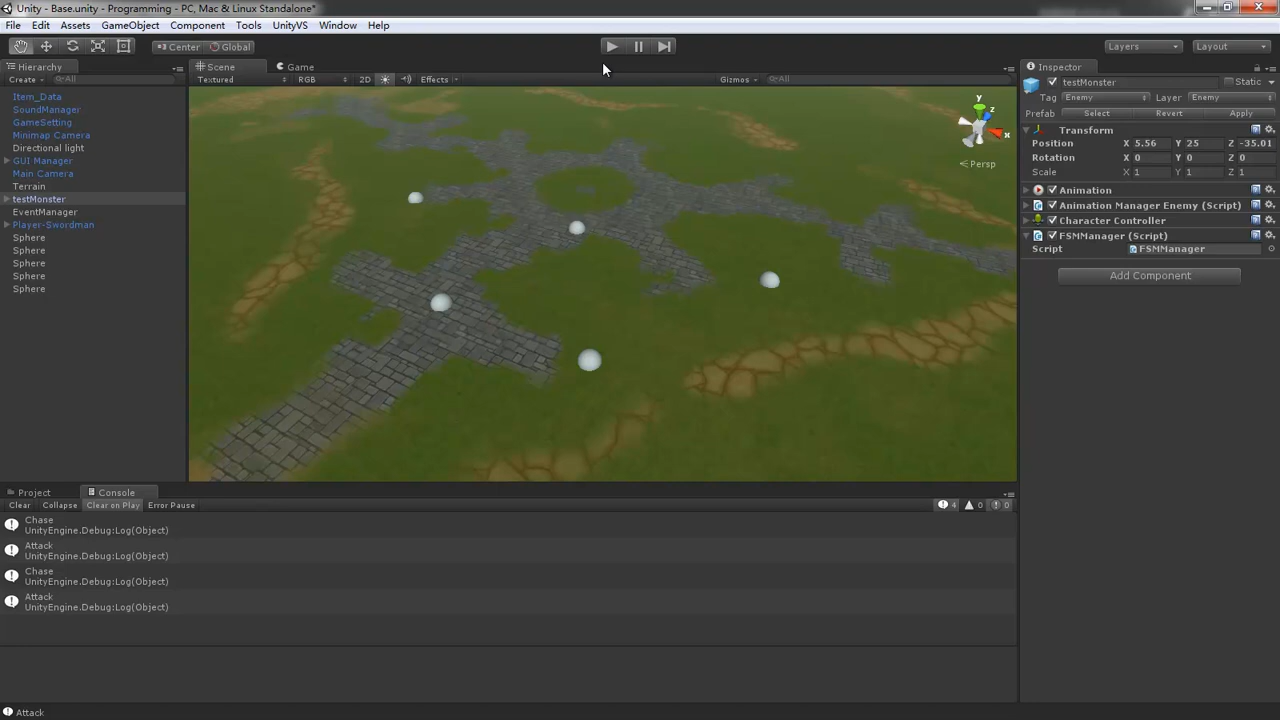 Unity - Base.unity - Programming - PC, Mac & Linux Standalone*
File Edit Assets GameObject Component Tools UnityVS Window Help
Center Global Layers Layout
Hierarchy
Create All
Item_Data
SoundManager
GameSetting
Minimap Camera
Directional light
GUI Manager
Main Camera
Terrain
testMonster
EventManager
Player-Swordman
Sphere
Sphere
Sphere
Sphere
Sphere
Scene Game
Textured RGB 2D Effects Gizmos All
y
z
x
Persp
Inspector
testMonster Static
Tag Enemy Layer Enemy
Prefab Select Revert Apply
Transform
Position X 5.56 Y 25 Z -35.01
Rotation X 0 Y 0 Z 0
Scale X 1 Y 1 Z 1
Animation
Animation Manager Enemy (Script)
Character Controller
FSMManager (Script)
Script FSMManager
Add Component
Project Console
Clear Collapse Clear on Play Error Pause 4 0 0
Chase
UnityEngine.Debug:Log(Object)
Attack
UnityEngine.Debug:Log(Object)
Chase
UnityEngine.Debug:Log(Object)
Attack
UnityEngine.Debug:Log(Object)
Attack